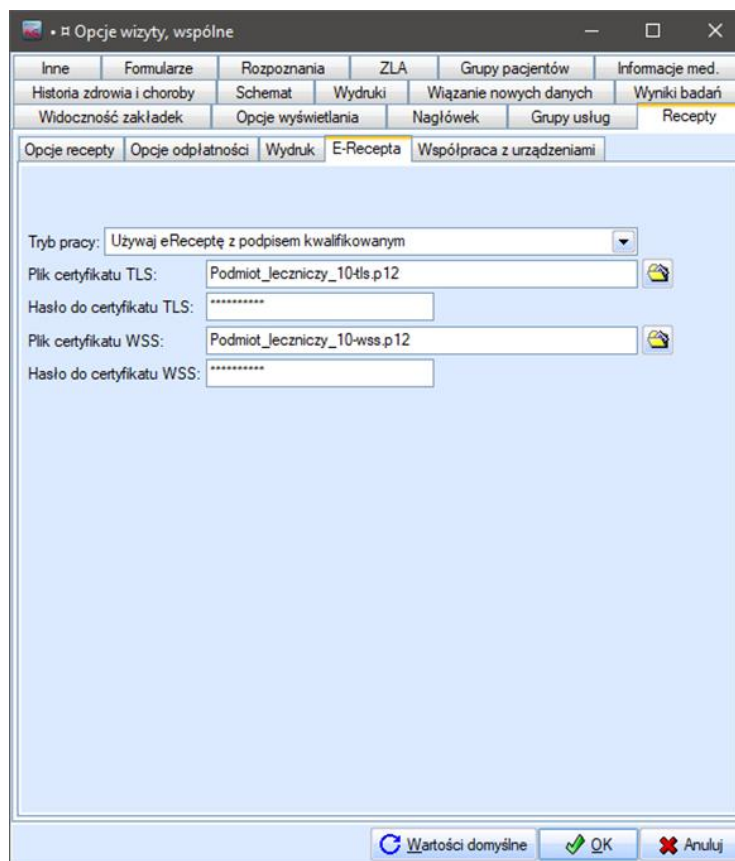 • ¤ Opcje wizyty, wspólne
Inne Formularze Rozpoznania ZLA Grupy pacjentów Informacje med.
Historia zdrowia i choroby Schemat Wydruki Wiązanie nowych danych Wyniki badań
Widoczność zakładek Opcje wyświetlania Nagłówek Grupy usług Recepty
Opcje recepty Opcje odpłatności Wydruk E-Recepta Współpraca z urządzeniami
Tryb pracy: Używaj eReceptę z podpisem kwalifikowanym
Plik certyfikatu TLS: Podmiot_leczniczy_10-tls.p12
Hasło do certyfikatu TLS: **********
Plik certyfikatu WSS: Podmiot_leczniczy_10-wss.p12
Hasło do certyfikatu WSS: **********
Wartości domyślne OK Anuluj